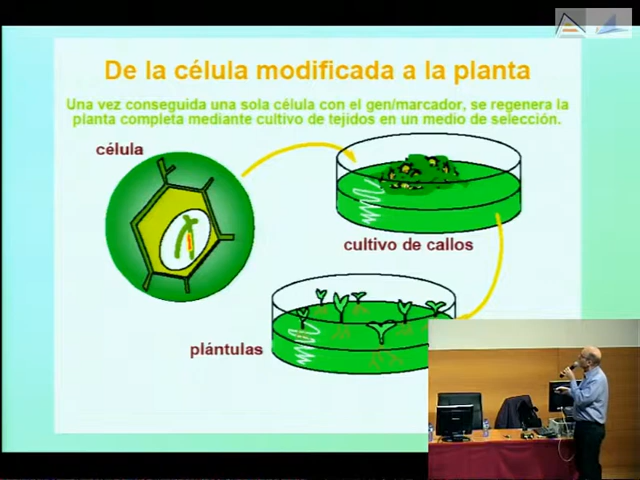 De la célula modificada a la planta
Una vez conseguida una sola célula con el gen/marcador, se regenera la
planta completa mediante cultivo de tejidos en un medio de selección.
célula
cultivo de callos
plántulas